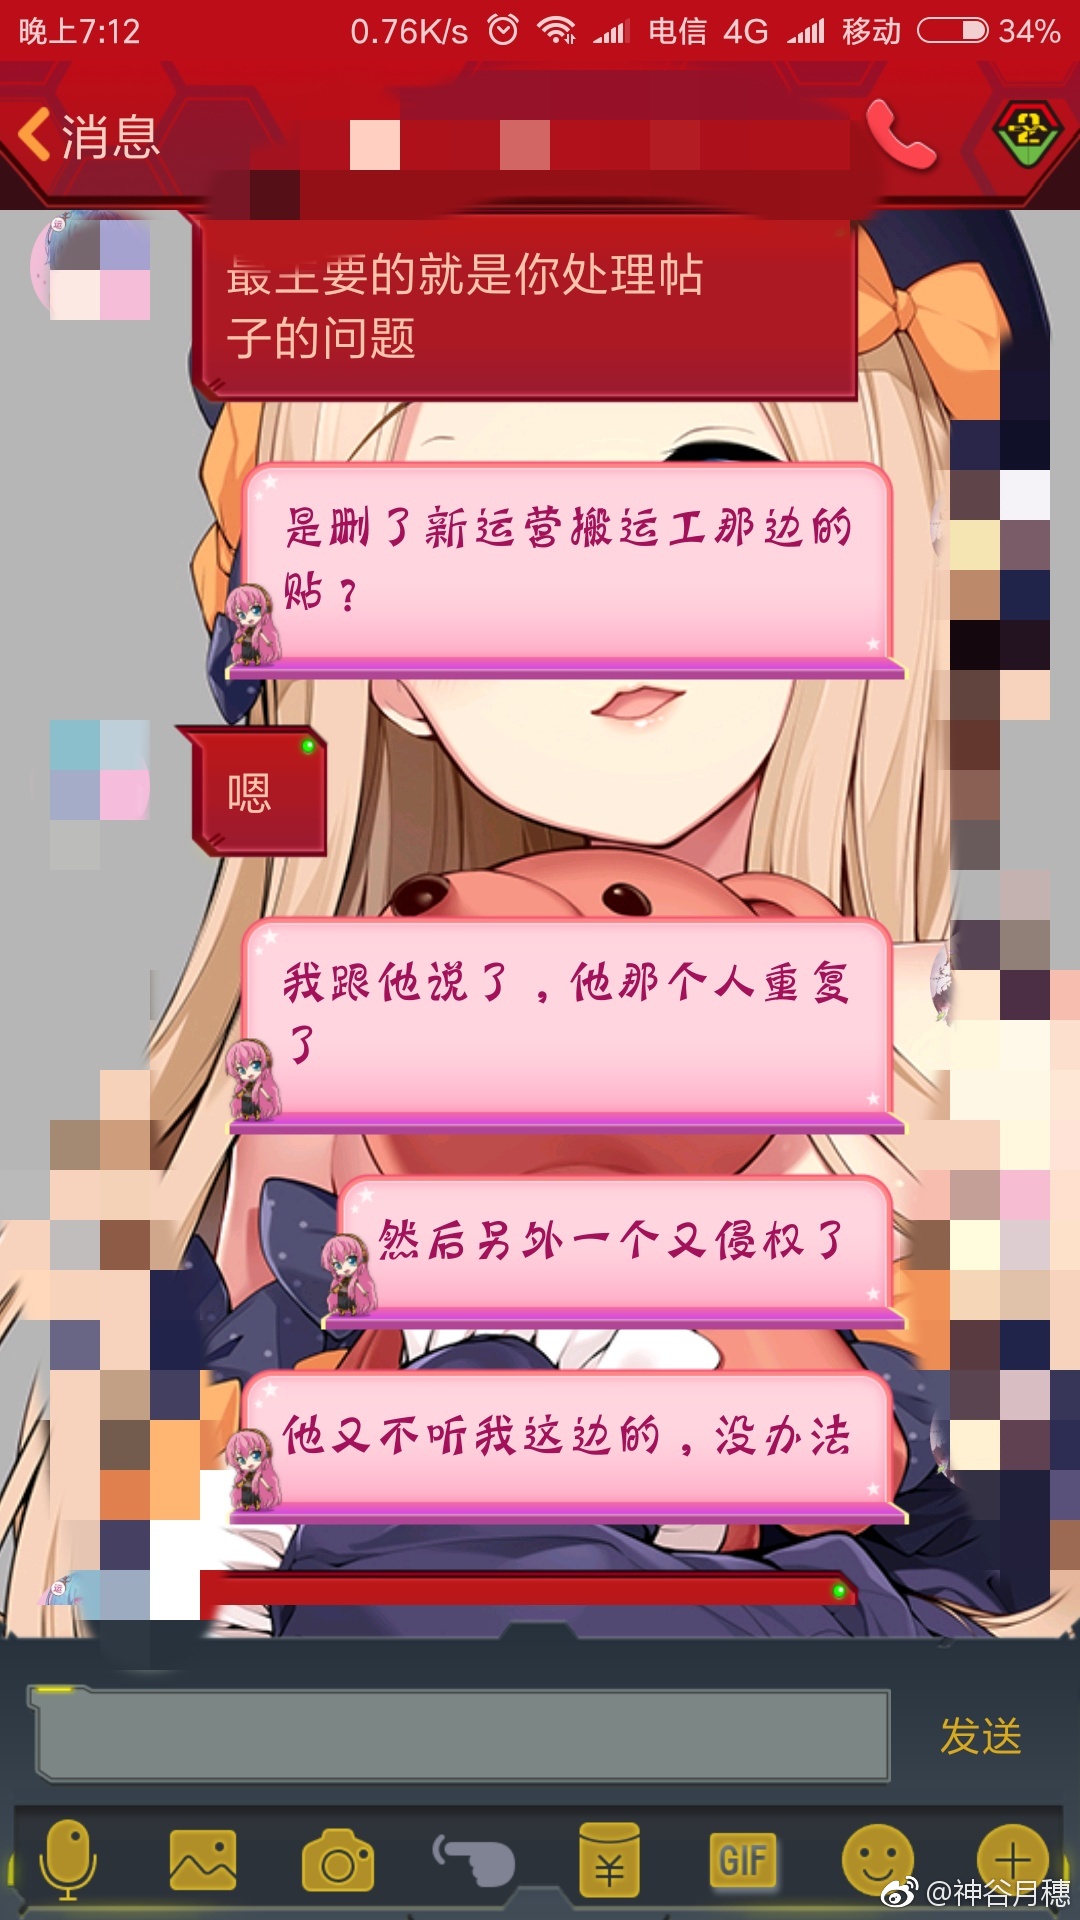 晚上7:12 0.76K/s 电信 4G 移动 34%
消息
最主要的就是你处理帖
子的问题
是删了新运营搬运工那边的
贴？
嗯
我跟他说了，他那个人重复
了
然后另外一个又侵权了
他又不听我这边的，没办法
发送
¥ GIF
@神谷月穗